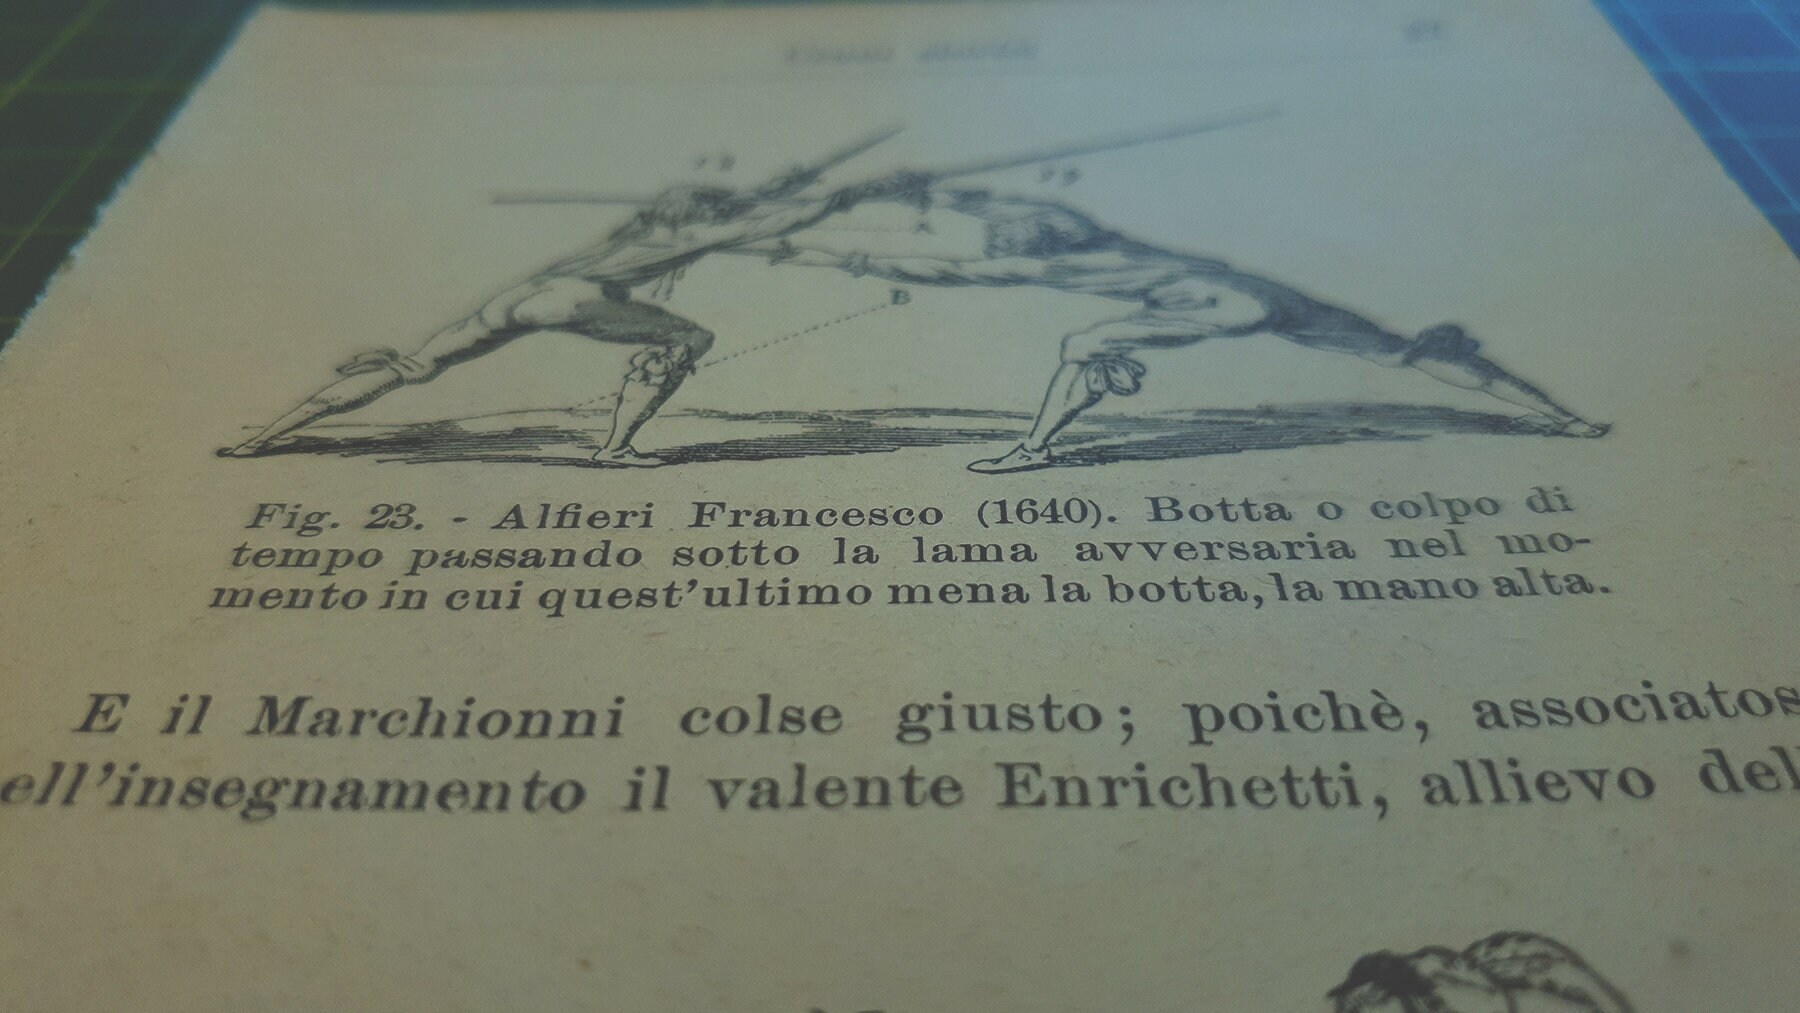 A
B
Fig. 23. - Alfieri Francesco (1640). Botta o colpo di
tempo passando sotto la lama avversaria nel mo-
mento in cui quest'ultimo mena la botta, la mano alta.
E il Marchionni colse giusto; poichè, associatos
ell'insegnamento il valente Enrichetti, allievo del